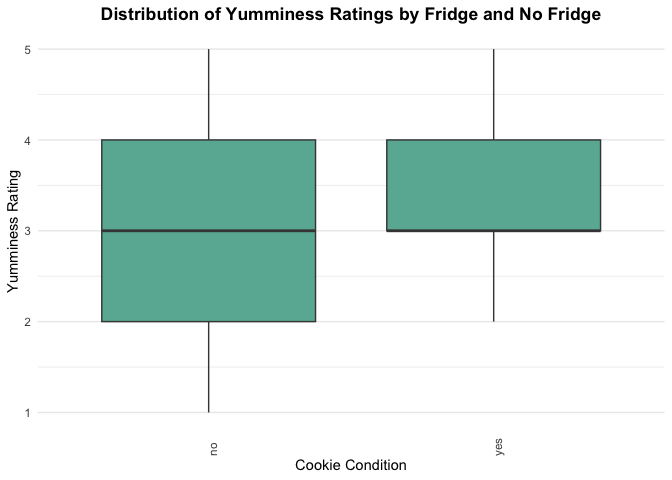 Distribution of Yumminess Ratings by Fridge and No Fridge
Yumminess Rating
5
4
3
2
1
no
yes
Cookie Condition